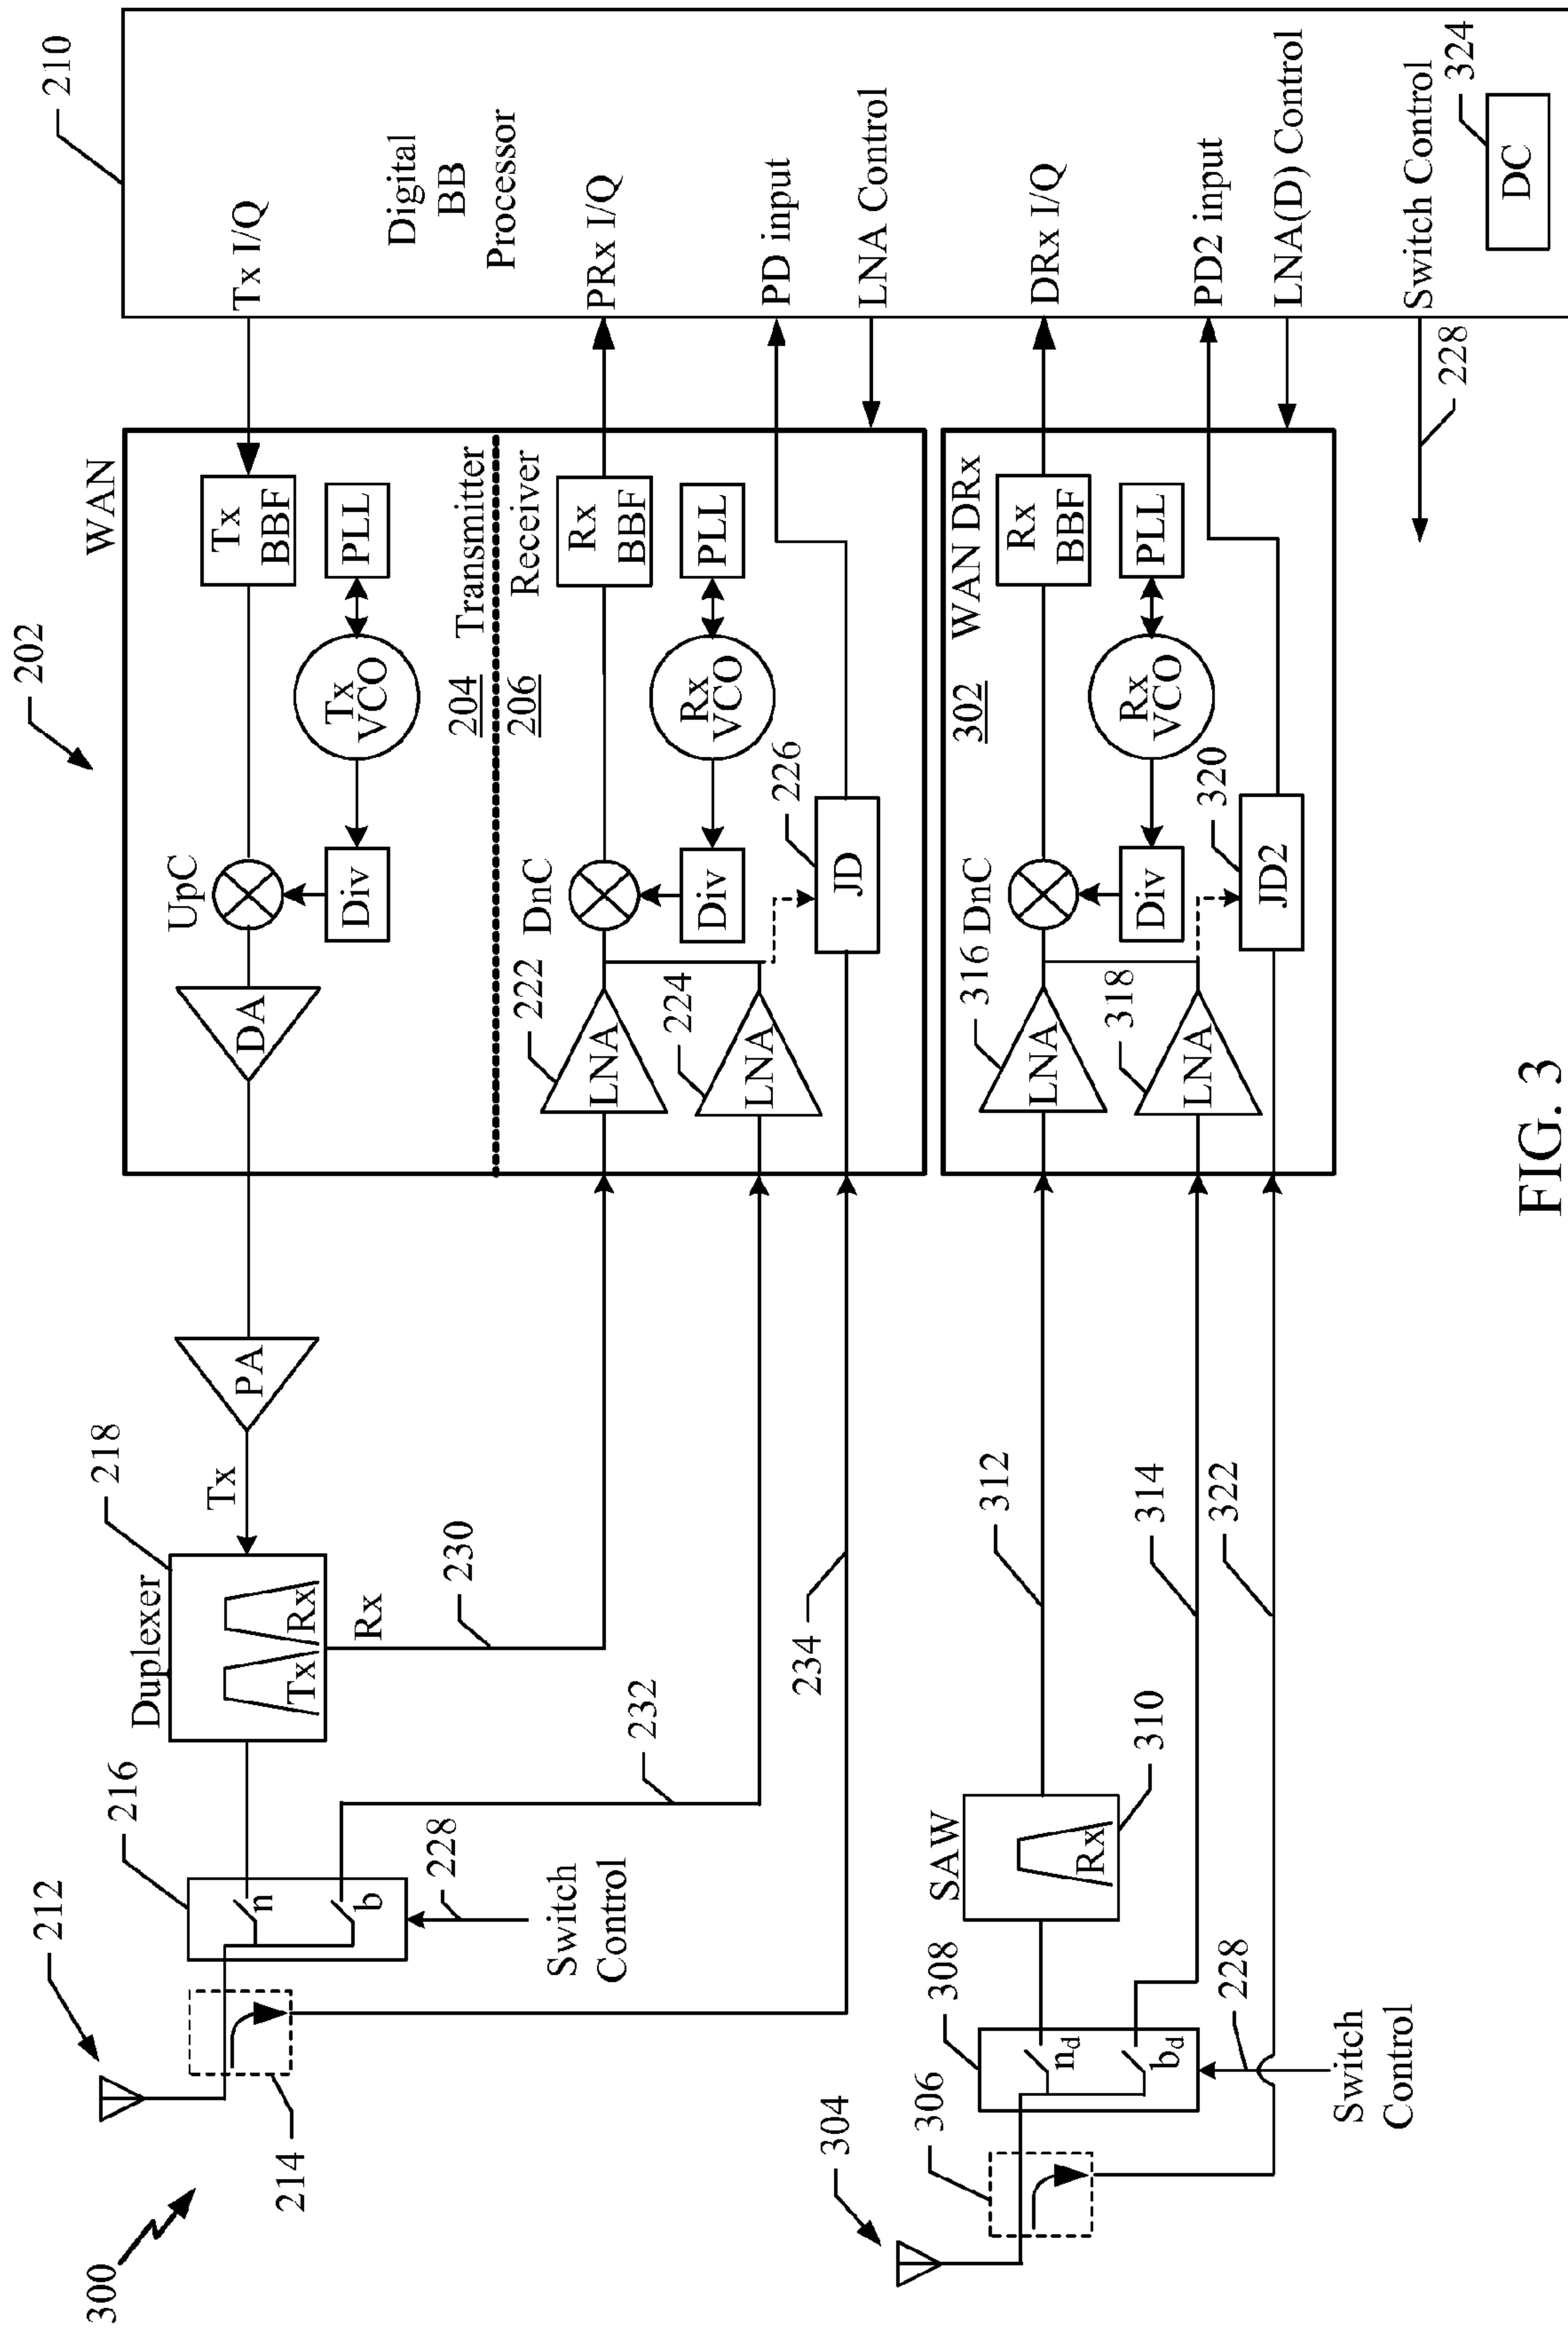 300
202
210
212
214
216
218
Duplexer
Tx
Rx
Tx
Rx
230
232
234
n
b
228
Switch
Control
PA
WAN
DA
UpC
Div
Tx
VCO
Tx
BBF
PLL
Transmitter
204
Receiver
206
222
LNA
224
LNA
DnC
Div
Rx
VCO
Rx
BBF
PLL
226
JD
Tx I/Q
Digital
BB
Processor
PRx I/Q
PD input
LNA Control
DRx I/Q
PD2 input
LNA(D) Control
Switch Control
228
324
DC
304
306
308
nd
bd
228
Switch
Control
SAW
Rx
310
312
314
322
WAN DRx
302
316
LNA
318
LNA
DnC
Div
Rx
VCO
Rx
BBF
PLL
320
JD2
FIG. 3